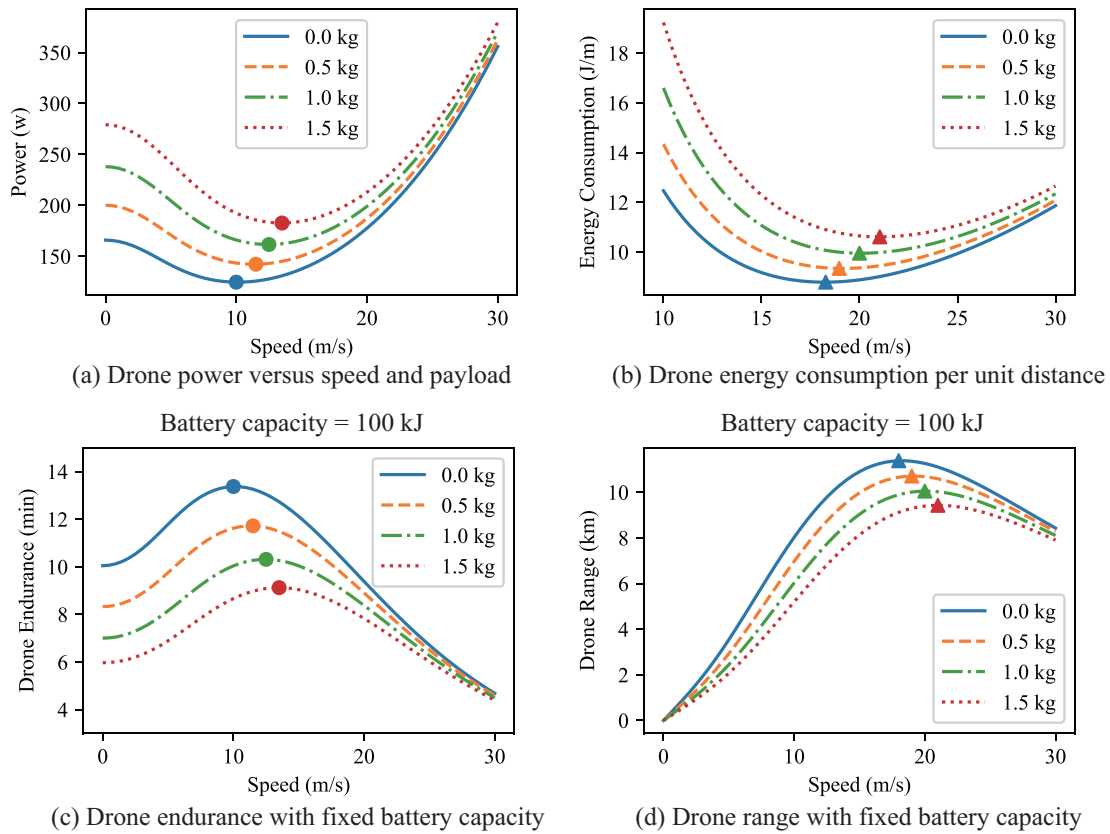 350
300
250
200
150
Power (w)
0.0 kg
0.5 kg
1.0 kg
1.5 kg
0
10
20
30
Speed (m/s)
(a) Drone power versus speed and payload
18
16
14
12
10
Energy Consumption (J/m)
0.0 kg
0.5 kg
1.0 kg
1.5 kg
10
15
20
25
30
Speed (m/s)
(b) Drone energy consumption per unit distance
Battery capacity = 100 kJ
14
12
10
8
6
4
Drone Endurance (min)
0.0 kg
0.5 kg
1.0 kg
1.5 kg
0
10
20
30
Speed (m/s)
(c) Drone endurance with fixed battery capacity
Battery capacity = 100 kJ
10
8
6
4
2
0
Drone Range (km)
0.0 kg
0.5 kg
1.0 kg
1.5 kg
0
10
20
30
Speed (m/s)
(d) Drone range with fixed battery capacity